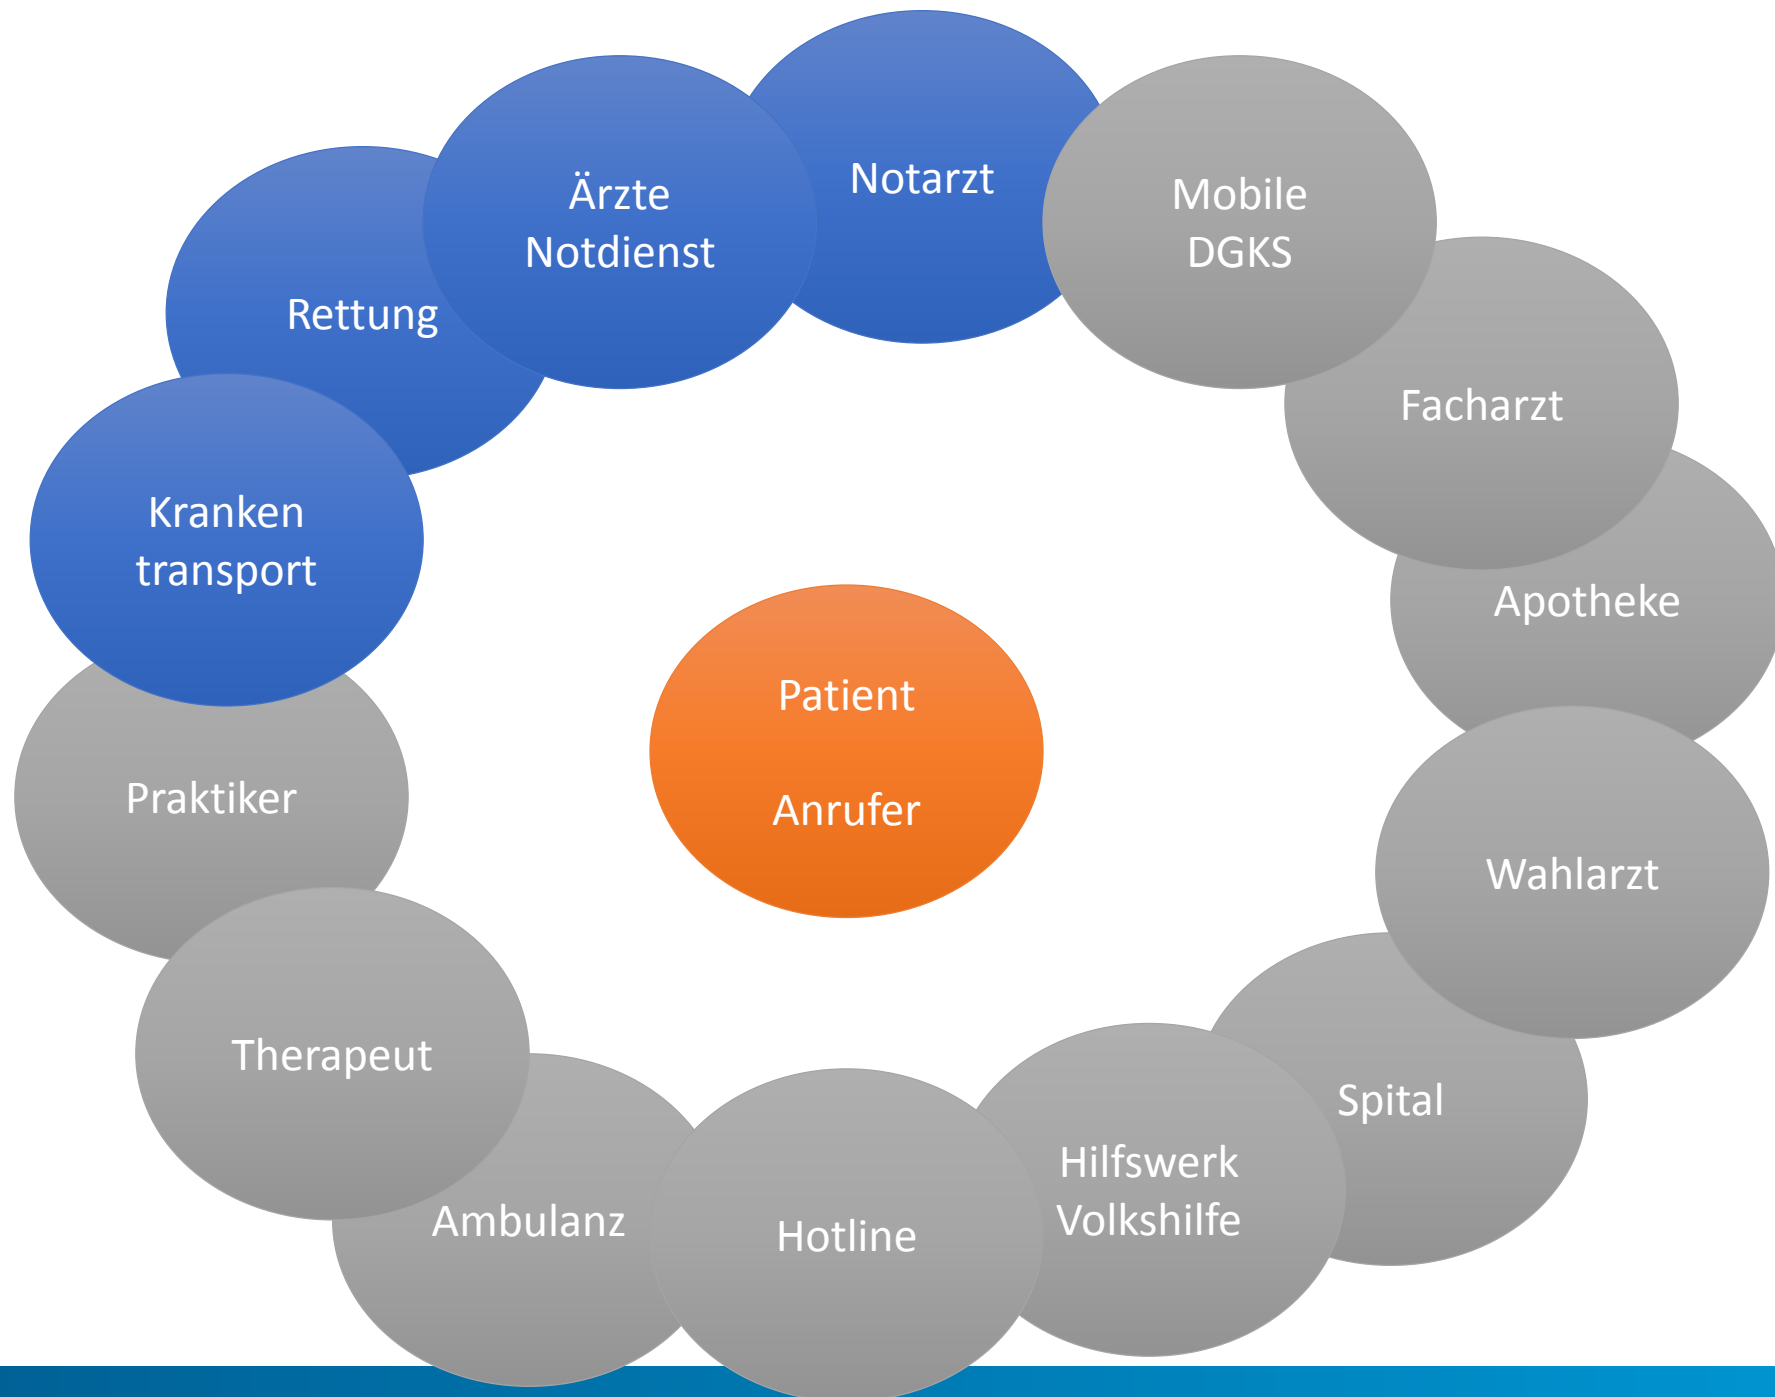 Notarzt
Ärzte
Notdienst
Mobile
DGKS
Rettung
Facharzt
Kranken
transport
Apotheke
Patient
Anrufer
Praktiker
Wahlarzt
Therapeut
Spital
Hilfswerk
Volkshilfe
Ambulanz
Hotline